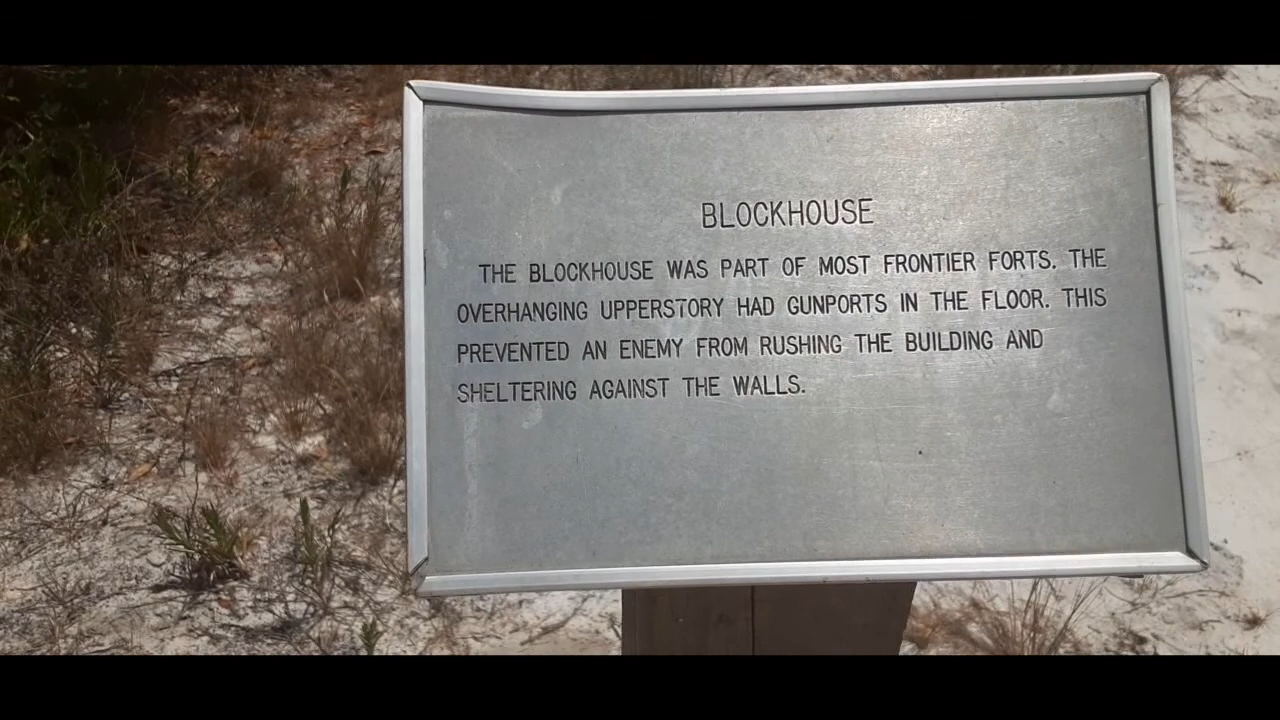 BLOCKHOUSE
THE BLOCKHOUSE WAS PART OF MOST FRONTIER FORTS. THE
OVERHANGING UPPERSTORY HAD GUNPORTS IN THE FLOOR. THIS
PREVENTED AN ENEMY FROM RUSHING THE BUILDING AND
SHELTERING AGAINST THE WALLS.